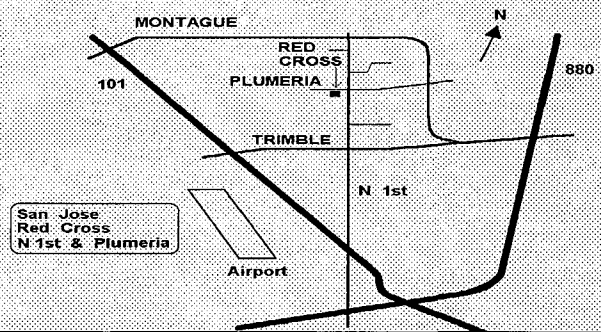 MONTAGUE
N
RED
CROSS
880
101
PLUMERIA
TRIMBLE
N 1st
San Jose
Red Cross
N 1st & Plumeria
Airport